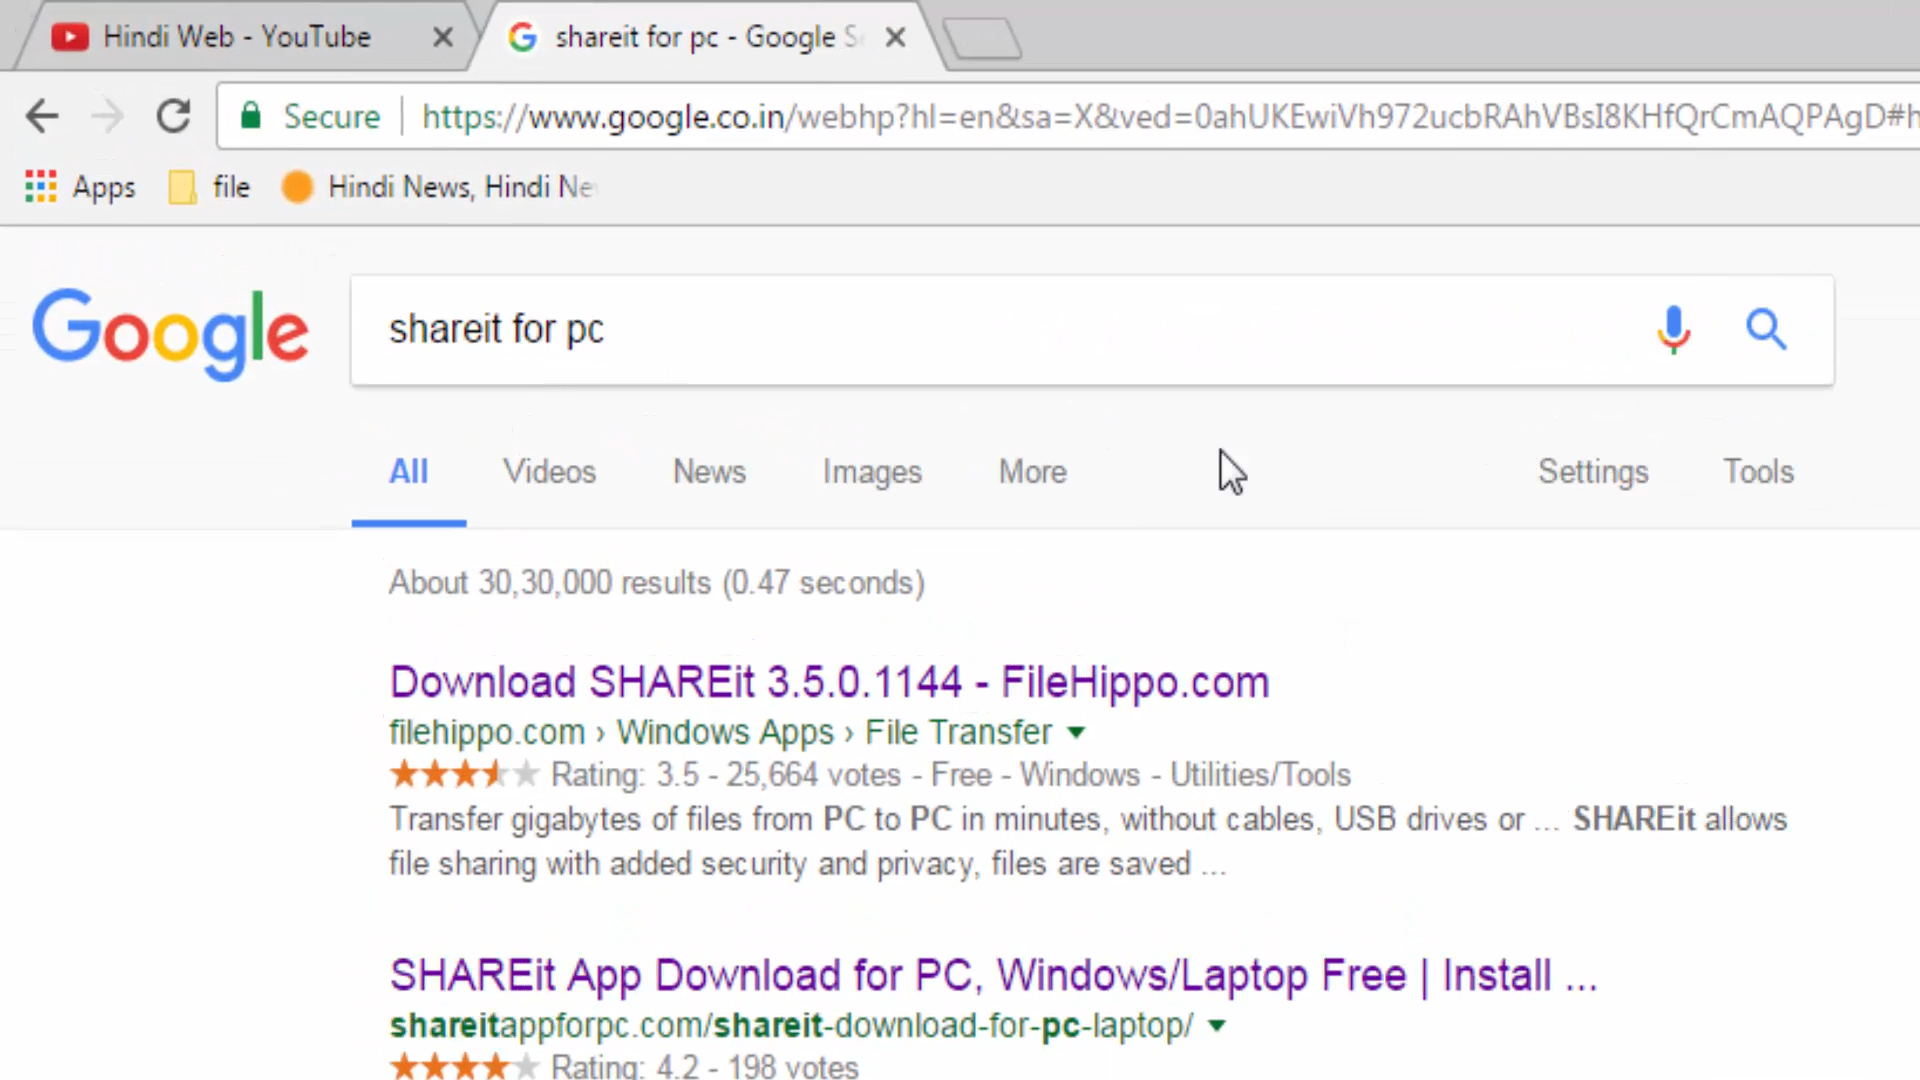 Hindi Web - YouTube
shareit for pc - Google S
Secure
https://www.google.co.in/webhp?hl=en&sa=X&ved=0ahUKEwiVh972ucbRAhVBsI8KHfQrCmAQPAgD#h
Apps
file
Hindi News, Hindi Ne
Google
shareit for pc
All
Videos
News
Images
More
Settings
Tools
About 30,30,000 results (0.47 seconds)
Download SHAREit 3.5.0.1144 - FileHippo.com
filehippo.com › Windows Apps › File Transfer
Rating: 3.5 - 25,664 votes - Free - Windows - Utilities/Tools
Transfer gigabytes of files from PC to PC in minutes, without cables, USB drives or ... SHAREit allows
file sharing with added security and privacy, files are saved ...
SHAREit App Download for PC, Windows/Laptop Free | Install ...
shareitappforpc.com/shareit-download-for-pc-laptop/
Rating: 4.2 - 198 votes